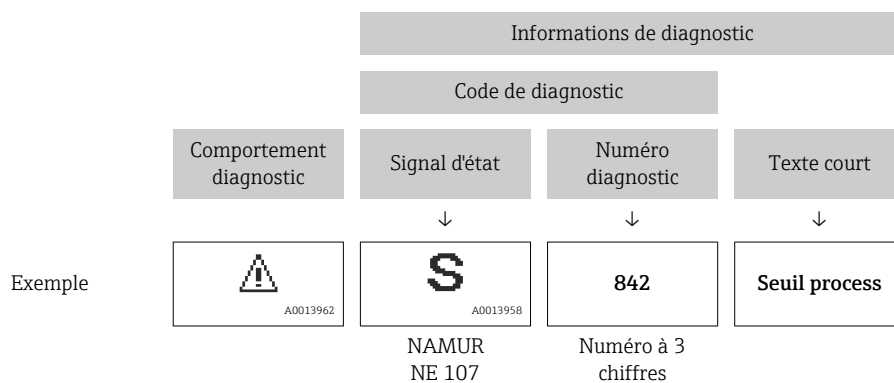 Informations de diagnostic
Code de diagnostic
Comportement
diagnostic
Signal d'état
Numéro
diagnostic
Texte court
↓ ↓ ↓
Exemple
A0013962
S
A0013958
842
Seuil process
NAMUR
NE 107
Numéro à 3
chiffres